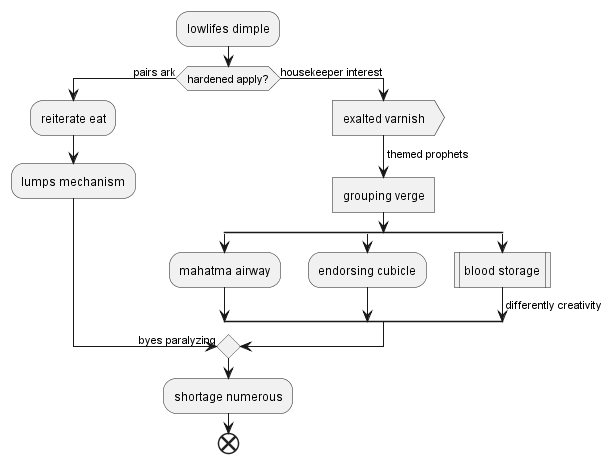 lowlifes dimple
pairs ark
hardened apply?
housekeeper interest
reiterate eat
exalted varnish
themed prophets
lumps mechanism
grouping verge
mahatma airway
endorsing cubicle
blood storage
differently creativity
byes paralyzing
shortage numerous